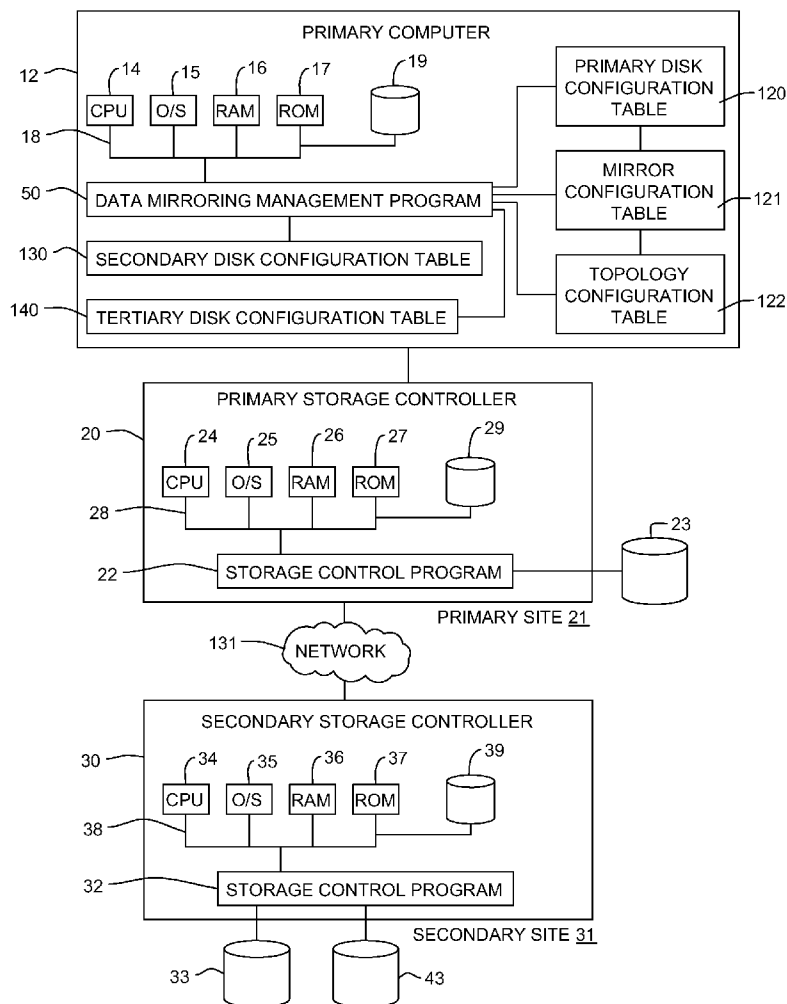 PRIMARY COMPUTER
12
14
15
16
17
19
CPU
O/S
RAM
ROM
18
PRIMARY DISK
CONFIGURATION
TABLE
120
50
DATA MIRRORING MANAGEMENT PROGRAM
MIRROR
CONFIGURATION
TABLE
121
130
SECONDARY DISK CONFIGURATION TABLE
TOPOLOGY
CONFIGURATION
TABLE
122
140
TERTIARY DISK CONFIGURATION TABLE
PRIMARY STORAGE CONTROLLER
20
24
25
26
27
29
CPU
O/S
RAM
ROM
28
23
22
STORAGE CONTROL PROGRAM
PRIMARY SITE 21
131
NETWORK
SECONDARY STORAGE CONTROLLER
30
34
35
36
37
39
CPU
O/S
RAM
ROM
38
32
STORAGE CONTROL PROGRAM
SECONDARY SITE 31
33
43